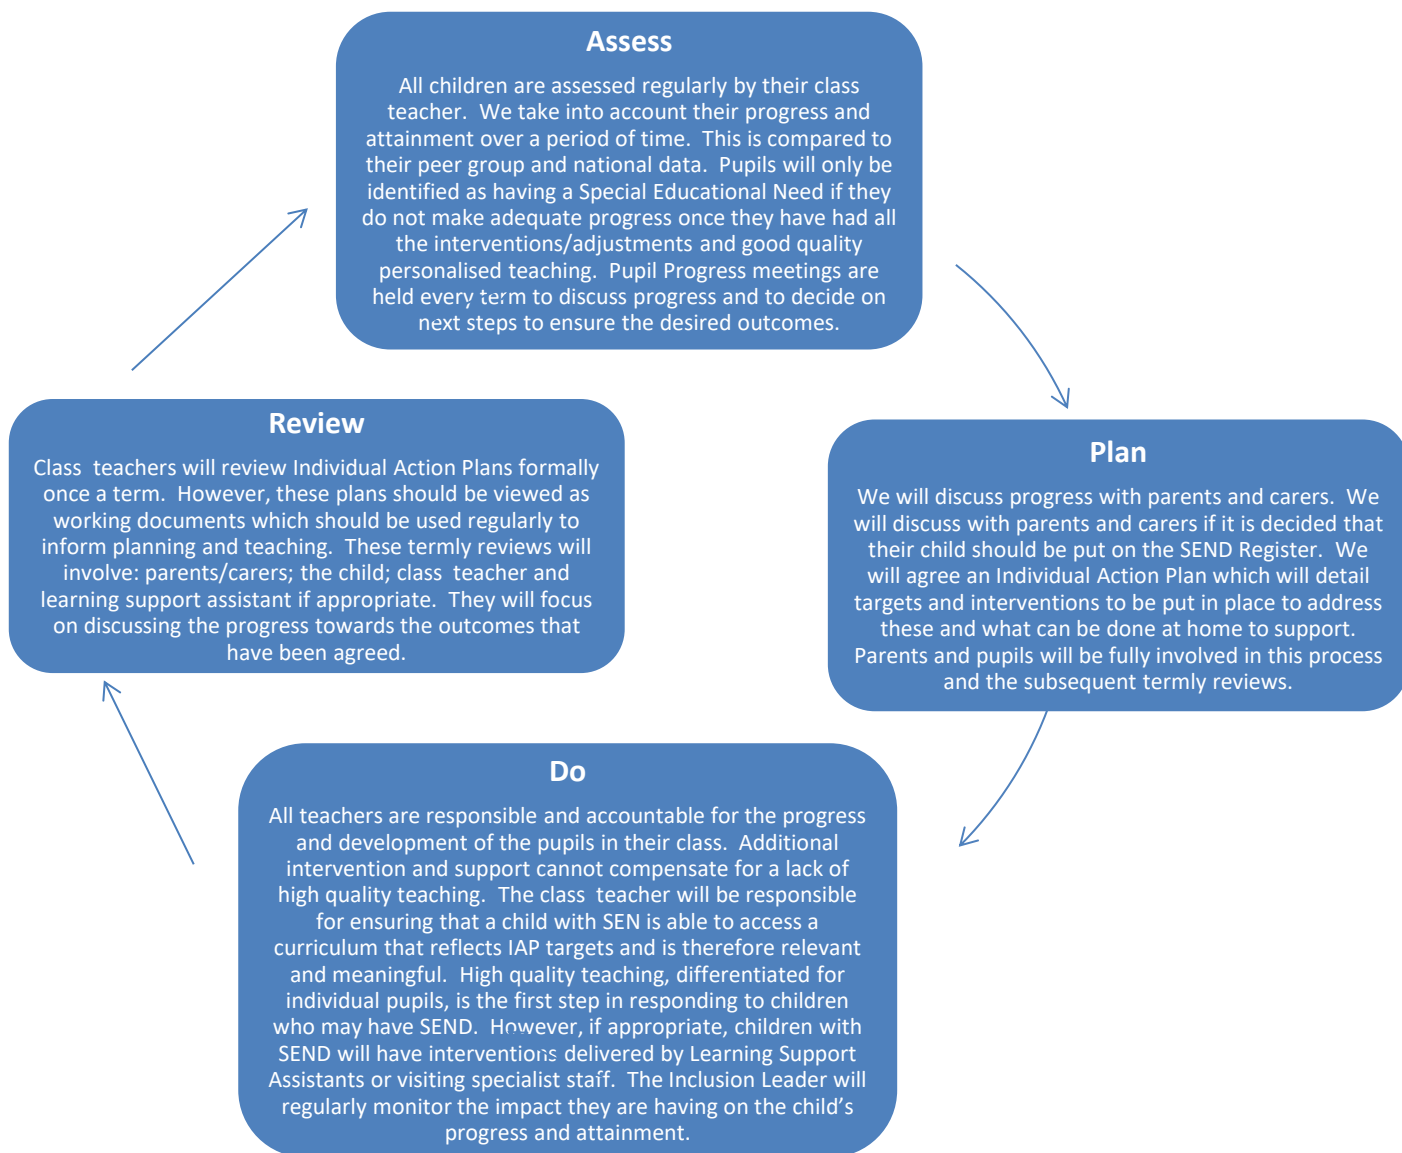 Assess
All children are assessed regularly by their class
teacher.  We take into account their progress and
attainment over a period of time.  This is compared to
their peer group and national data.  Pupils will only be
identified as having a Special Educational Need if they
do not make adequate progress once they have had all
the interventions/adjustments and good quality
personalised teaching.  Pupil Progress meetings are
held every term to discuss progress and to decide on
next steps to ensure the desired outcomes.
Plan
We will discuss progress with parents and carers.  We
will discuss with parents and carers if it is decided that
their child should be put on the SEND Register.  We
will agree an Individual Action Plan which will detail
targets and interventions to be put in place to address
these and what can be done at home to support.
Parents and pupils will be fully involved in this process
and the subsequent termly reviews.
Do
All teachers are responsible and accountable for the progress
and development of the pupils in their class.  Additional
intervention and support cannot compensate for a lack of
high quality teaching.  The class  teacher will be responsible
for ensuring that a child with SEN is able to access a
curriculum that reflects IAP targets and is therefore relevant
and meaningful.  High quality teaching, differentiated for
individual pupils, is the first step in responding to children
who may have SEND.  However, if appropriate, children with
SEND will have interventions delivered by Learning Support
Assistants or visiting specialist staff.  The Inclusion Leader will
regularly monitor the impact they are having on the child’s
progress and attainment.
Review
Class  teachers will review Individual Action Plans formally
once a term.  However, these plans should be viewed as
working documents which should be used regularly to
inform planning and teaching.  These termly reviews will
involve: parents/carers; the child; class  teacher and
learning support assistant if appropriate.  They will focus
on discussing the progress towards the outcomes that
have been agreed.